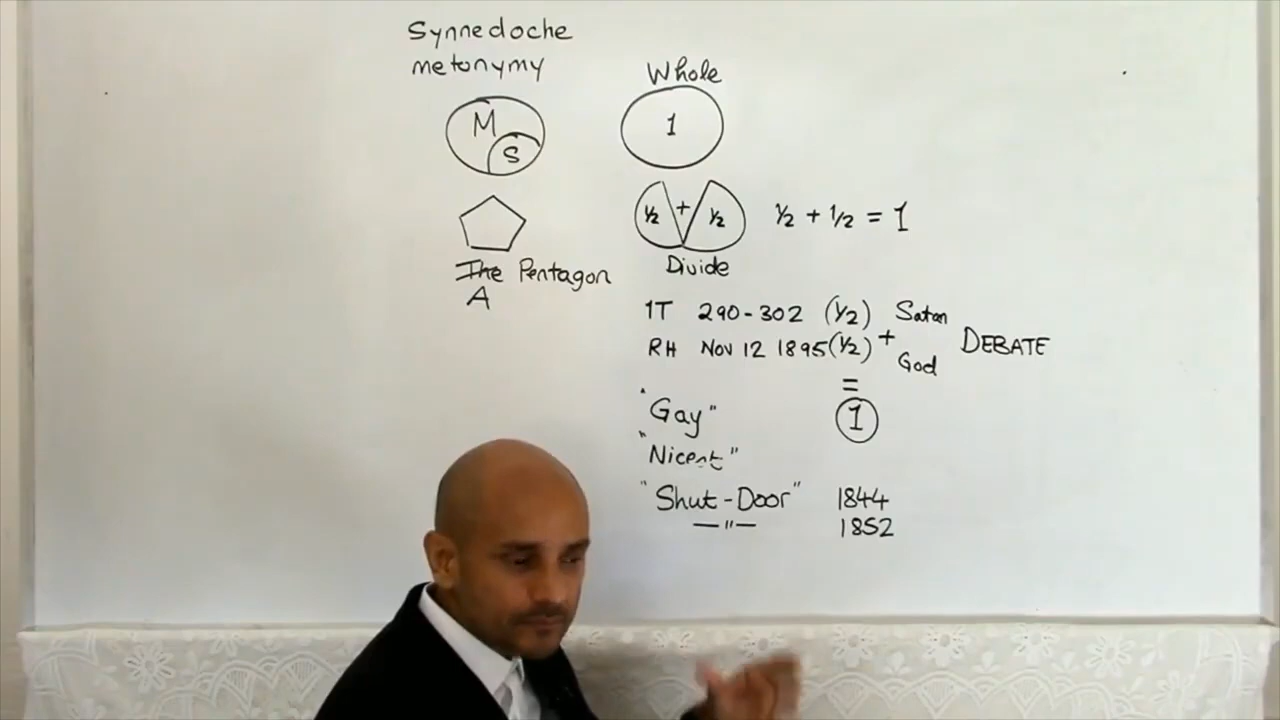 Synnedoche
metonymy
M
S
The Pentagon
A
Whole
1
1/2 + 1/2
1/2 + 1/2 = 1
Divide
1T 290-302 (1/2) Satan
+ DEBATE
RH Nov 12 1895 (1/2) God
=
"Gay" 1
"Nicent"
"Shut-Door" 1844
—"— 1852